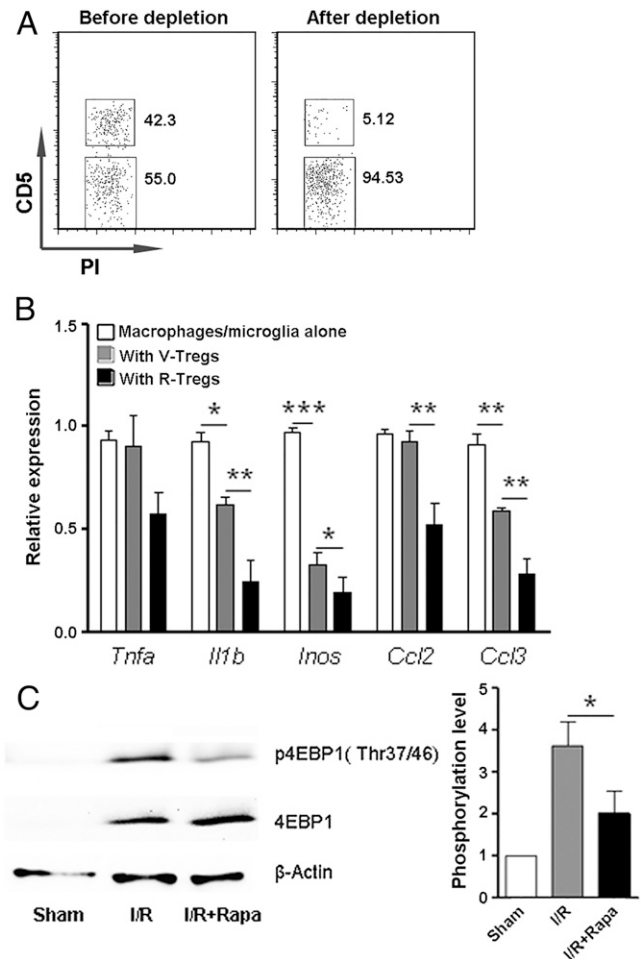 A
Before depletion
After depletion
42.3
55.0
5.12
94.53
CD5
PI
B
Relative expression
1.5
1.0
0.5
0.0
Macrophages/microglia alone
With V-Tregs
With R-Tregs
* ** *** * ** ** **
Tnfa Il1b Inos Ccl2 Ccl3
C
p4EBP1( Thr37/46)
4EBP1
β-Actin
Sham I/R I/R+Rapa
Phosphorylation level
5
4
3
2
1
0
*
Sham
I/R
I/R+Rapa